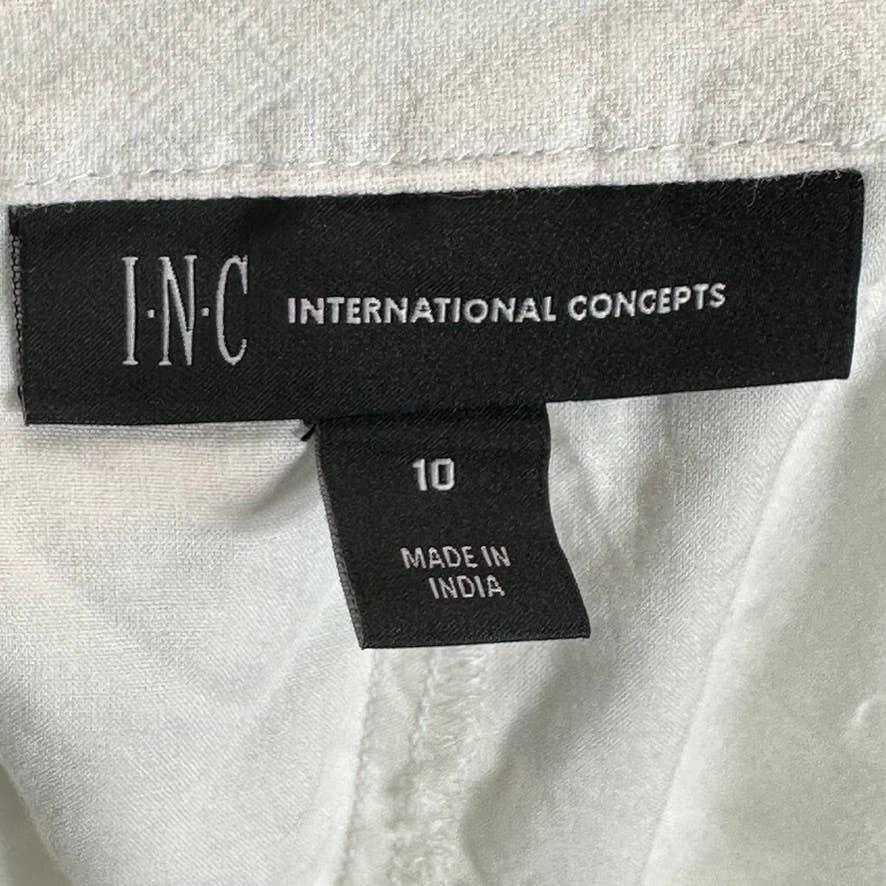 I·N·C INTERNATIONAL CONCEPTS
10
MADE IN
INDIA